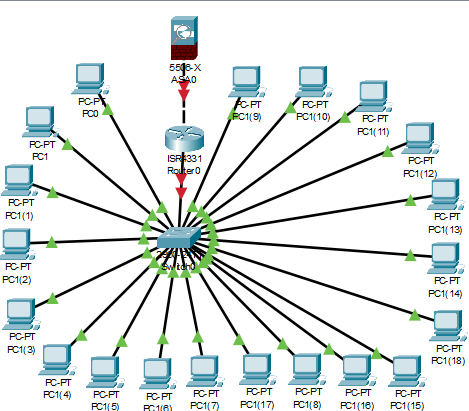 5506-X
ASA0
PC-PT
PC0
PC-PT
PC1(9)
PC-PT
PC1(10)
PC-PT
PC1(11)
PC-PT
PC1
ISR4331
Router0
PC-PT
PC1(12)
PC-PT
PC1(1)
PC-PT
PC1(13)
PC-PT
PC1(2)
Switch0
PC-PT
PC1(14)
PC-PT
PC1(3)
PC-PT
PC1(18)
PC-PT
PC1(4)
PC-PT
PC1(5)
PC-PT
PC1(6)
PC-PT
PC1(7)
PC-PT
PC1(17)
PC-PT
PC1(8)
PC-PT
PC1(16)
PC-PT
PC1(15)